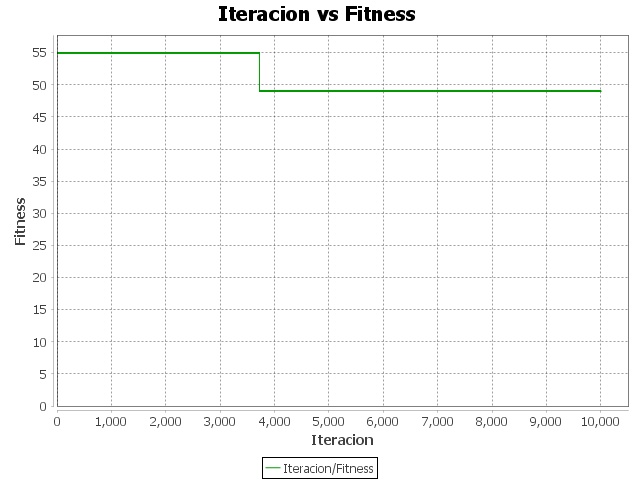 Iteracion vs Fitness
55
50
45
40
35
30
25
20
15
10
5
0
Fitness
0 1,000 2,000 3,000 4,000 5,000 6,000 7,000 8,000 9,000 10,000
Iteracion
Iteracion/Fitness